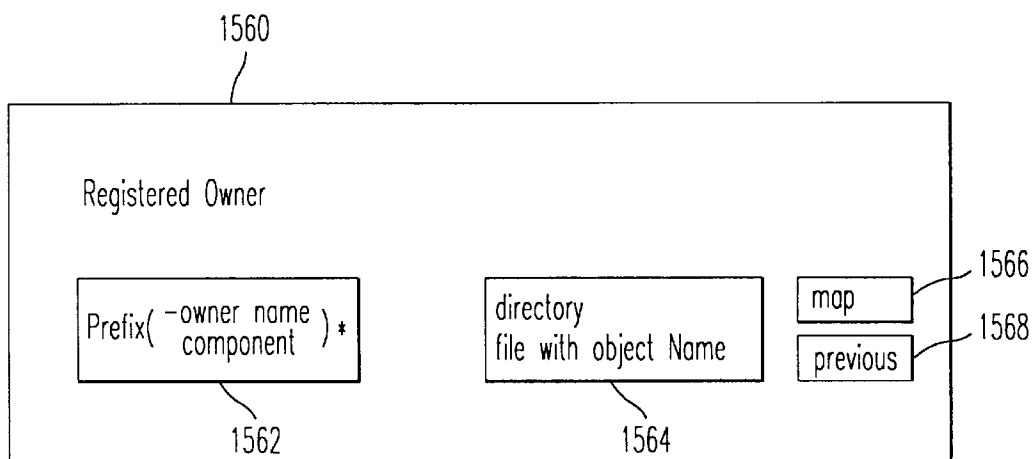 1560
Registered Owner
Prefix(-owner name component)*
directory
file with object Name
map
previous
1566
1568
1562
1564